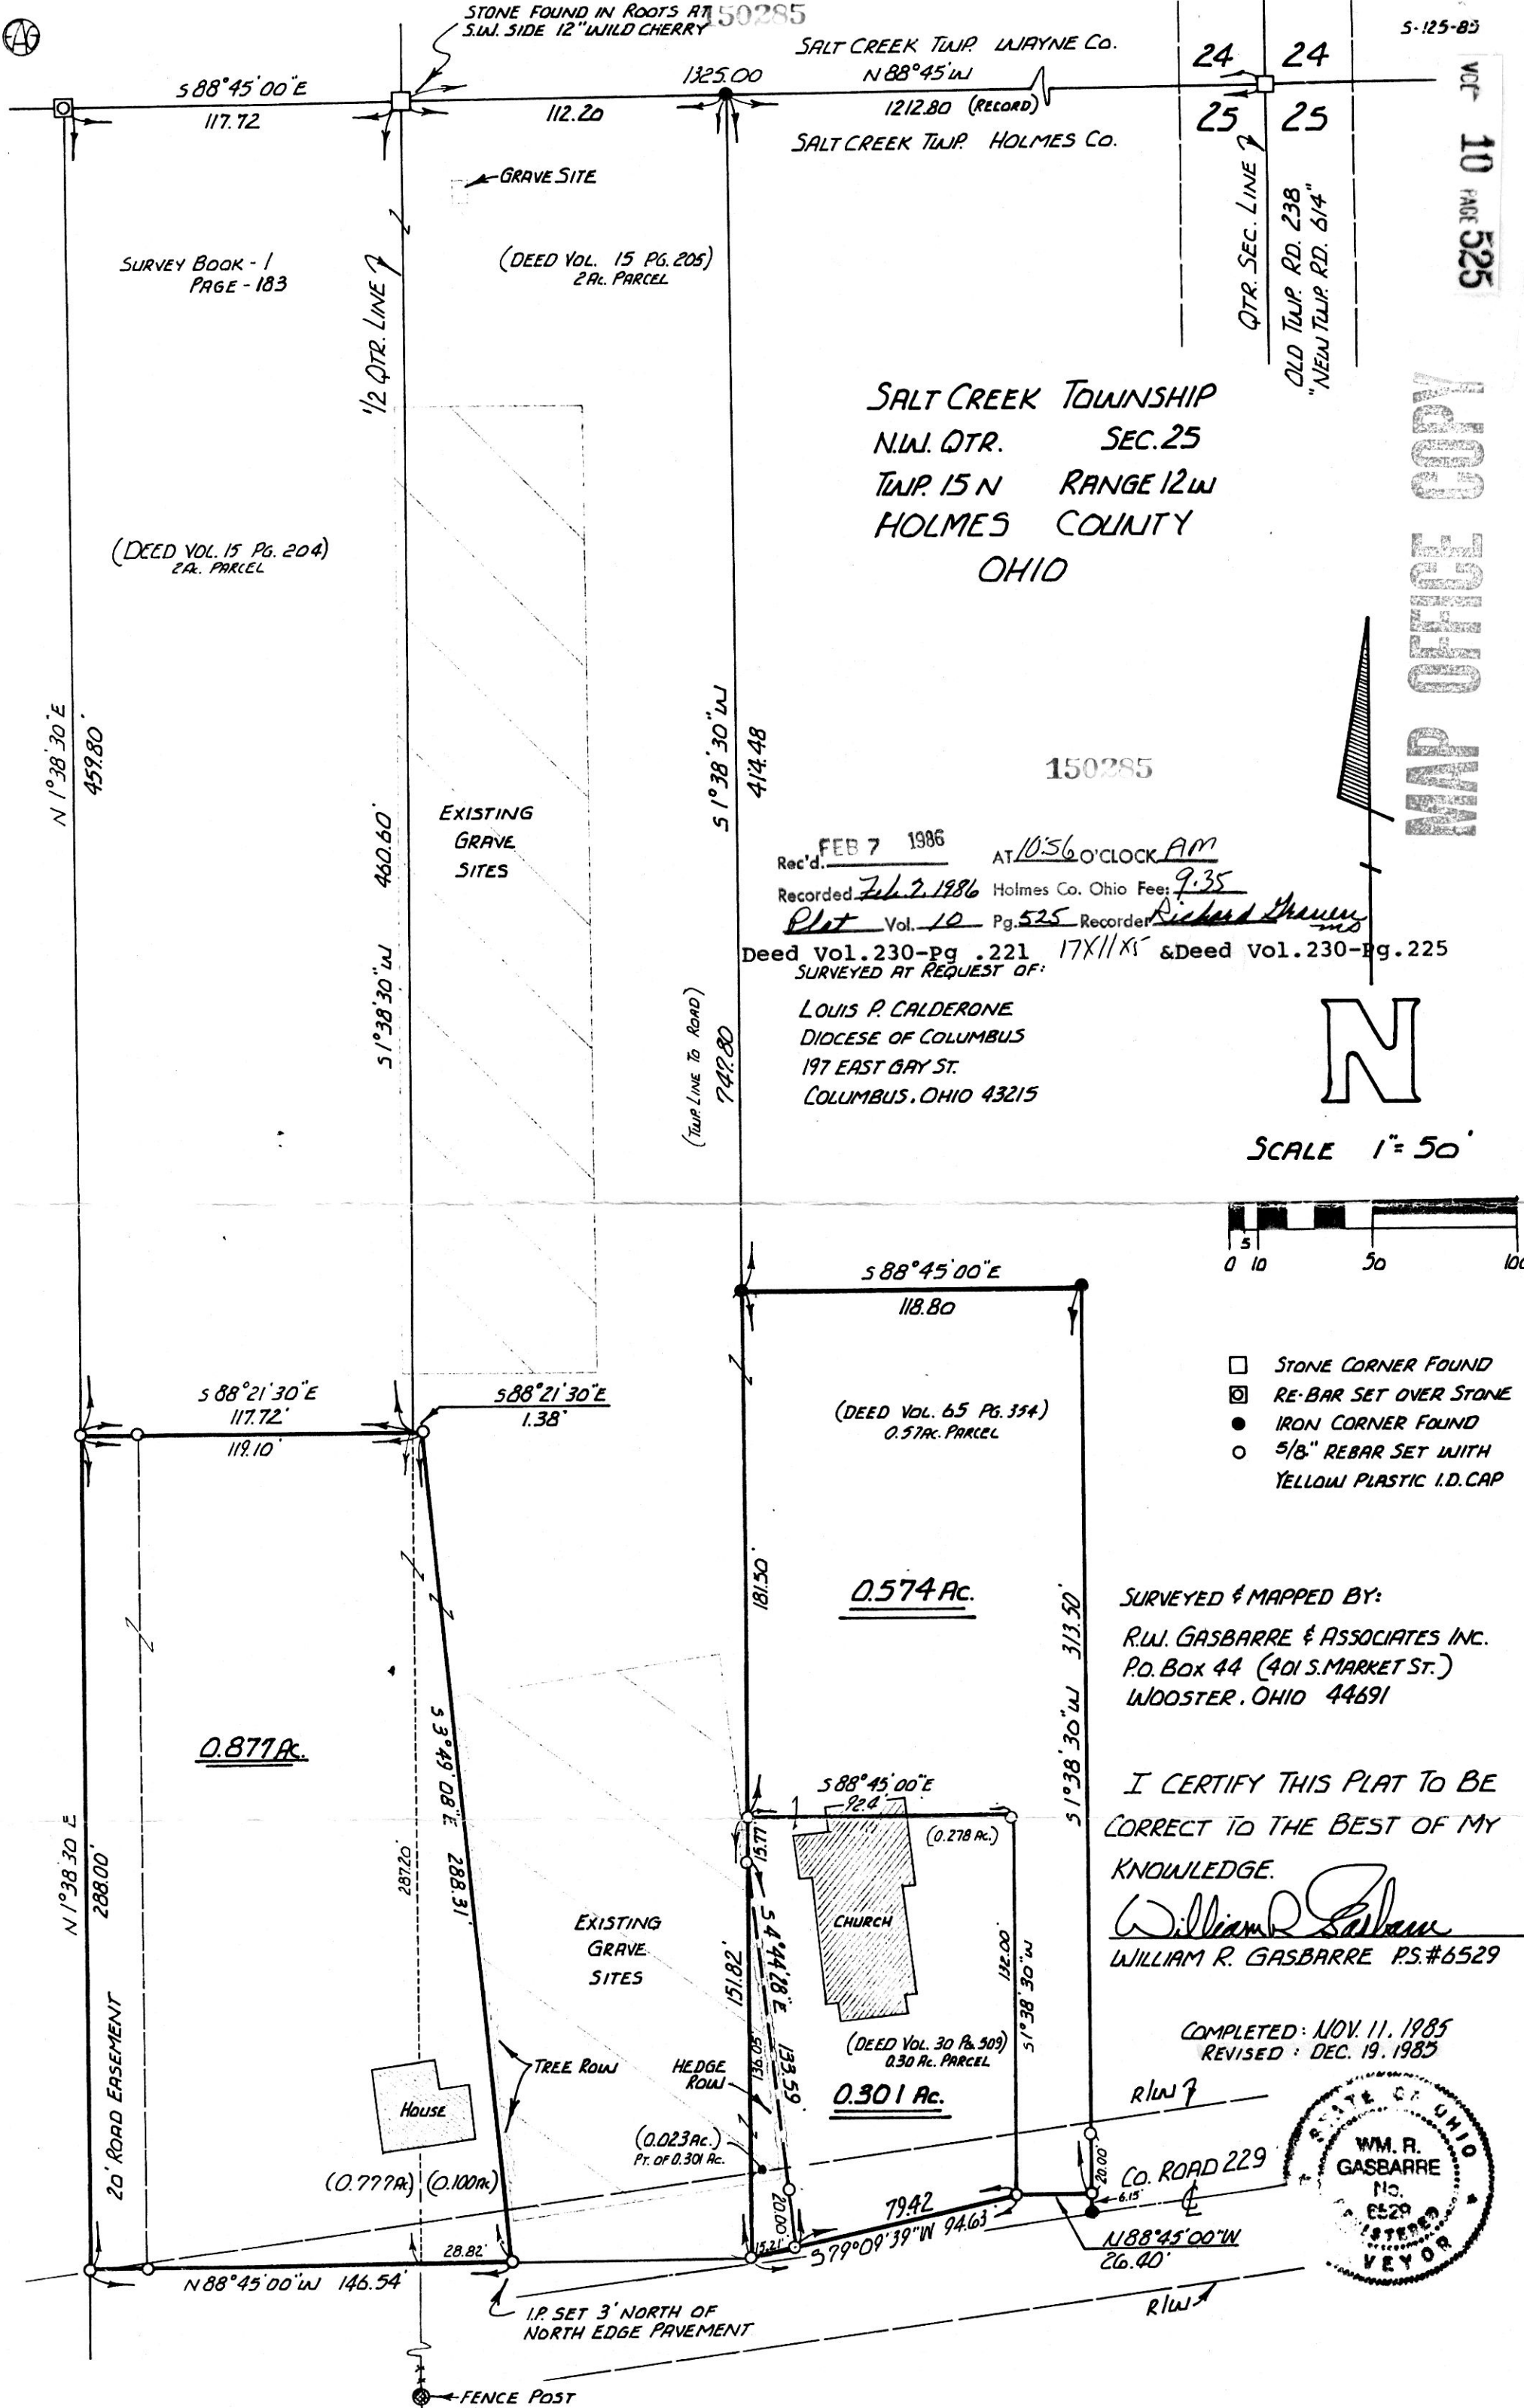 STONE FOUND IN ROOTS AT
S.W. SIDE 12" WILD CHERRY
150285
S-125-85
VOL 10 PAGE 525
MAP OFFICE COPY
S 88°45'00"E
117.72
112.20
1325.00
SALT CREEK TWP. WAYNE CO.
N 88°45'W
1212.80 (RECORD)
SALT CREEK TWP. HOLMES CO.
24 24
25 25
QTR. SEC. LINE
OLD TWP. RD. 238
"NEW TWP. RD. 614"
GRAVE SITE
SURVEY BOOK - 1
PAGE - 183
1/2 QTR. LINE
(DEED VOL. 15 PG. 205)
2 AC. PARCEL
(DEED VOL. 15 PG. 204)
2 AC. PARCEL
SALT CREEK TOWNSHIP
N.W. QTR. SEC. 25
TWP. 15 N RANGE 12 W
HOLMES COUNTY
OHIO
N 1°38'30"E
459.80'
S 1°38'30"W 460.60'
EXISTING
GRAVE
SITES
S 1°38'30"W
414.48
(TWP. LINE TO ROAD)
747.80
150285
Rec'd. FEB 7 1986 AT 10:56 O'CLOCK AM
Recorded Feb. 7, 1986 Holmes Co. Ohio Fee: 9.35
Plat Vol. 10 Pg. 525 Recorder Richard
Deed Vol.230-Pg .221 17X11X5 &Deed Vol.230-Pg.225
SURVEYED AT REQUEST OF:
LOUIS P. CALDERONE
DIOCESE OF COLUMBUS
197 EAST GAY ST.
COLUMBUS, OHIO 43215
N
SCALE 1"= 50'
0 5 10 50 100
STONE CORNER FOUND
RE-BAR SET OVER STONE
IRON CORNER FOUND
5/8" REBAR SET WITH
YELLOW PLASTIC I.D. CAP
S 88°45'00"E
118.80
(DEED VOL. 65 PG. 354)
0.57 AC. PARCEL
S 88°21'30"E
117.72'
119.10'
S 88°21'30"E
1.38'
181.50'
0.574 AC.
S 1°38'30"W 313.50'
SURVEYED & MAPPED BY:
R.W. GASBARRE & ASSOCIATES INC.
P.O. BOX 44 (401 S. MARKET ST.)
WOOSTER, OHIO 44691
0.877 AC.
S 3°49'08"E 288.31'
N 1°38'30"E
288.00'
287.20'
20' ROAD EASEMENT
I CERTIFY THIS PLAT TO BE
CORRECT TO THE BEST OF MY
KNOWLEDGE.
William R Gasbarre
WILLIAM R. GASBARRE P.S. #6529
S 88°45'00"E
92.4'
(0.278 AC.)
15.77'
CHURCH
S 4°44'28"E 133.59'
151.82'
136.05'
132.00'
S 1°38'30"W
EXISTING
GRAVE
SITES
(DEED VOL. 30 PG. 509)
0.30 AC. PARCEL
0.301 AC.
TREE ROW
HEDGE
ROW
HOUSE
(0.777 AC) (0.100 AC)
(0.023 AC.)
PT. OF 0.301 AC.
COMPLETED: NOV. 11, 1985
REVISED: DEC. 19, 1985
R/W
CO. ROAD 229
20.00'
6.15'
20.00'
15.21'
79.42
S 79°09'39"W 94.63'
N 88°45'00"W
26.40'
R/W
28.82'
N 88°45'00"W 146.54'
I.P. SET 3' NORTH OF
NORTH EDGE PAVEMENT
FENCE POST
STATE OF OHIO
WM. R.
GASBARRE
No.
6529
REGISTERED
SURVEYOR